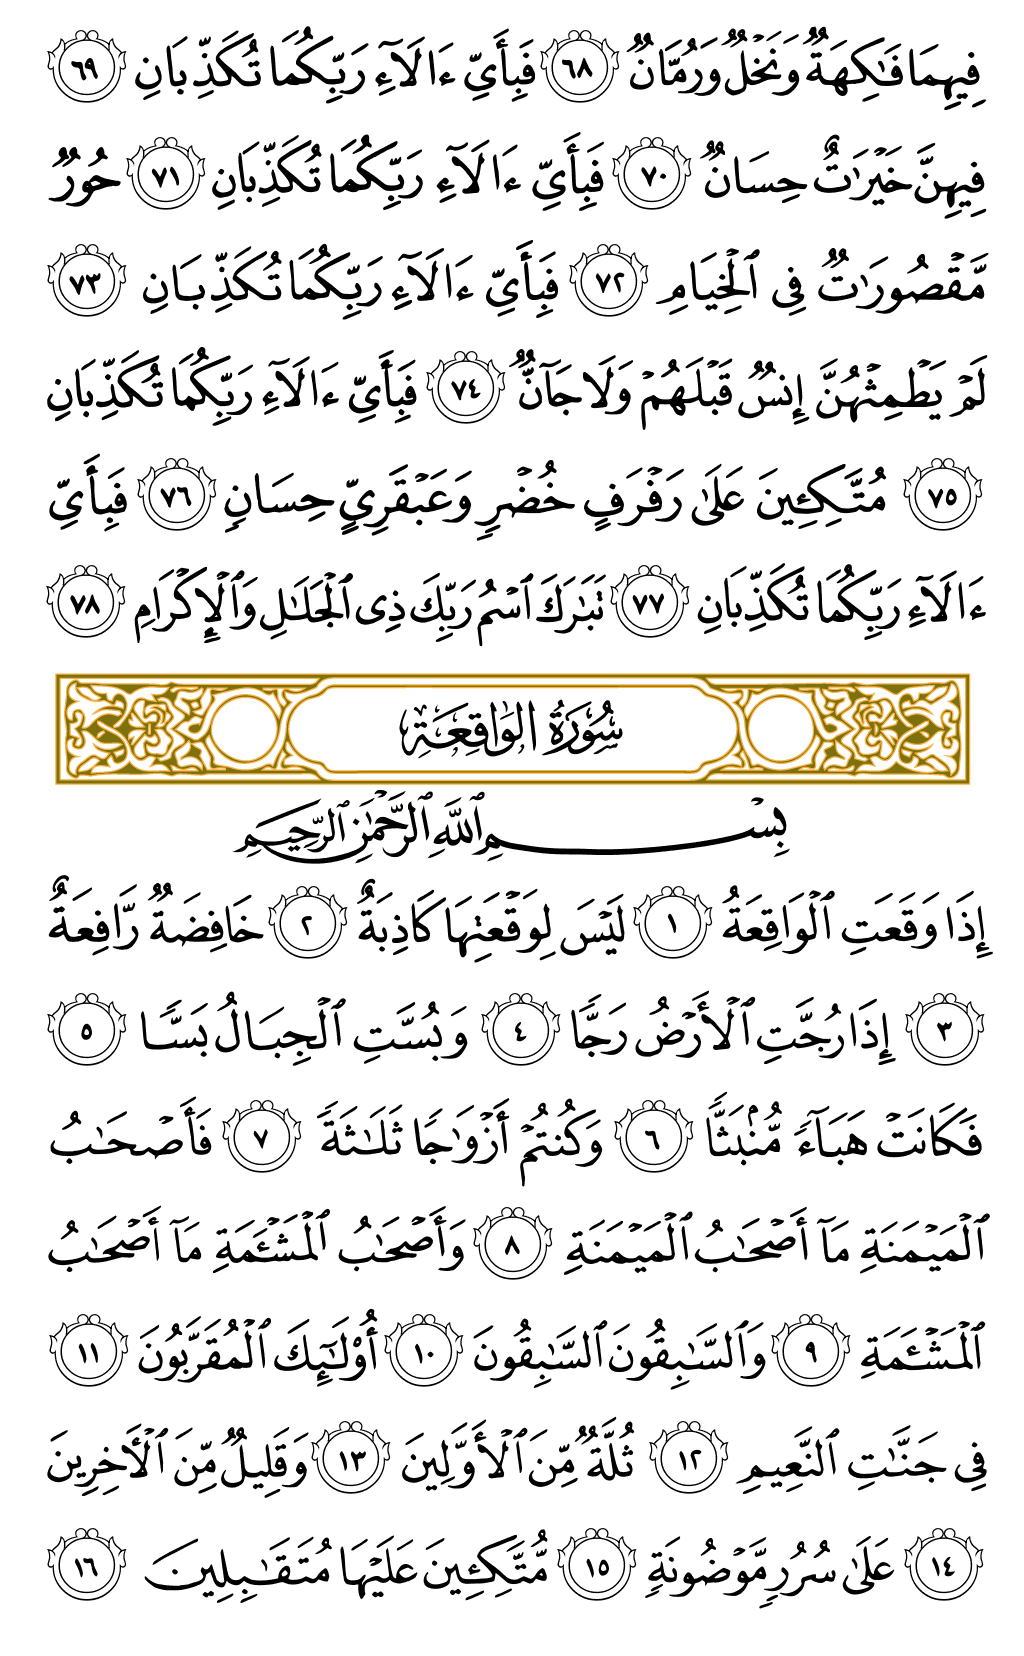 فِيهِمَا فَٰكِهَةٌ وَنَخْلٌ وَرُمَّانٌ ٦٨ فَبِأَيِّ ءَالَآءِ رَبِّكُمَا تُكَذِّبَانِ ٦٩
فِيهِنَّ خَيْرَٰتٌ حِسَانٌ ٧٠ فَبِأَيِّ ءَالَآءِ رَبِّكُمَا تُكَذِّبَانِ ٧١ حُورٌ
مَّقْصُورَٰتٌ فِى ٱلْخِيَامِ ٧٢ فَبِأَيِّ ءَالَآءِ رَبِّكُمَا تُكَذِّبَانِ ٧٣
لَمْ يَطْمِثْهُنَّ إِنسٌ قَبْلَهُمْ وَلَا جَآنٌّ ٧٤ فَبِأَيِّ ءَالَآءِ رَبِّكُمَا تُكَذِّبَانِ
٧٥ مُتَّكِـِٔينَ عَلَىٰ رَفْرَفٍ خُضْرٍ وَعَبْقَرِيٍّ حِسَانٍ ٧٦ فَبِأَيِّ
ءَالَآءِ رَبِّكُمَا تُكَذِّبَانِ ٧٧ تَبَٰرَكَ ٱسْمُ رَبِّكَ ذِى ٱلْجَلَٰلِ وَٱلْإِكْرَامِ ٧٨
سُورَةُ الوَاقِعَةِ
بِسْمِ ٱللَّهِ ٱلرَّحْمَٰنِ ٱلرَّحِيمِ
إِذَا وَقَعَتِ ٱلْوَاقِعَةُ ١ لَيْسَ لِوَقْعَتِهَا كَاذِبَةٌ ٢ خَافِضَةٌ رَّافِعَةٌ
٣ إِذَا رُجَّتِ ٱلْأَرْضُ رَجًّا ٤ وَبُسَّتِ ٱلْجِبَالُ بَسًّا ٥
فَكَانَتْ هَبَآءً مُّنۢبَثًّا ٦ وَكُنتُمْ أَزْوَٰجًا ثَلَٰثَةً ٧ فَأَصْحَٰبُ
ٱلْمَيْمَنَةِ مَآ أَصْحَٰبُ ٱلْمَيْمَنَةِ ٨ وَأَصْحَٰبُ ٱلْمَشْـَٔمَةِ مَآ أَصْحَٰبُ
ٱلْمَشْـَٔمَةِ ٩ وَٱلسَّٰبِقُونَ ٱلسَّٰبِقُونَ ١٠ أُو۟لَٰٓئِكَ ٱلْمُقَرَّبُونَ ١١
فِى جَنَّٰتِ ٱلنَّعِيمِ ١٢ ثُلَّةٌ مِّنَ ٱلْأَوَّلِينَ ١٣ وَقَلِيلٌ مِّنَ ٱلْءَاخِرِينَ
١٤ عَلَىٰ سُرُرٍ مَّوْضُونَةٍ ١٥ مُّتَّكِـِٔينَ عَلَيْهَا مُتَقَٰبِلِينَ ١٦